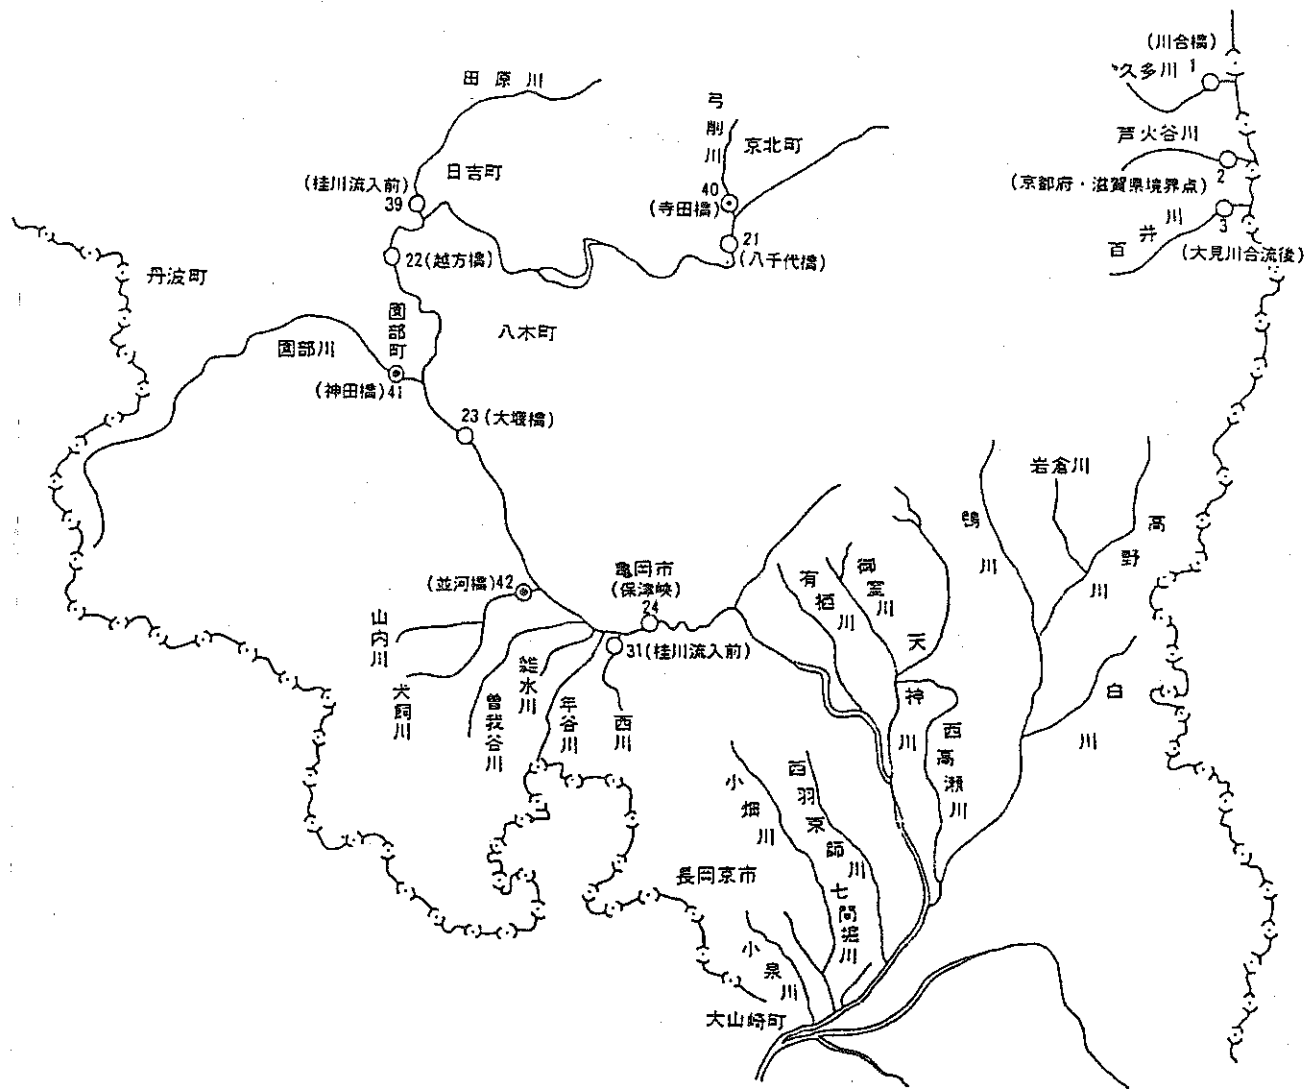 (川合橋)
久多川 1
田原川
弓削川
芦火谷川
京北町
2
日吉町
(桂川流入前)
39
40
(京都府・滋賀県境界点)
(寺田橋)
3
百井川
21
(八千代橋)
(大見川合流後)
22(越方橋)
丹波町
園部町
八木町
園部川
(神田橋)41
23(大堰橋)
岩倉川
鴨川
高野川
亀岡市
(保津峡)
24
(並河橋)42
有栖川
御室川
天神川
山内川
31(桂川流入前)
雑水川
犬飼川
曽我谷川
年谷川
西川
白川
西高瀬川
小畑川
西羽束師川
長岡京市
七間堀川
小泉川
大山崎町